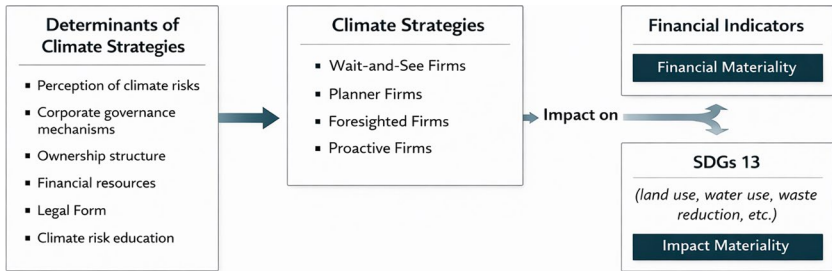 Determinants of
Climate Strategies
▪ Perception of climate risks
▪ Corporate governance
mechanisms
▪ Ownership structure
▪ Financial resources
▪ Legal Form
▪ Climate risk education
Climate Strategies
▪ Wait-and-See Firms
▪ Planner Firms
▪ Foresighted Firms
▪ Proactive Firms
Impact on
Financial Indicators
Financial Materiality
SDGs 13
(land use, water use, waste
reduction, etc.)
Impact Materiality